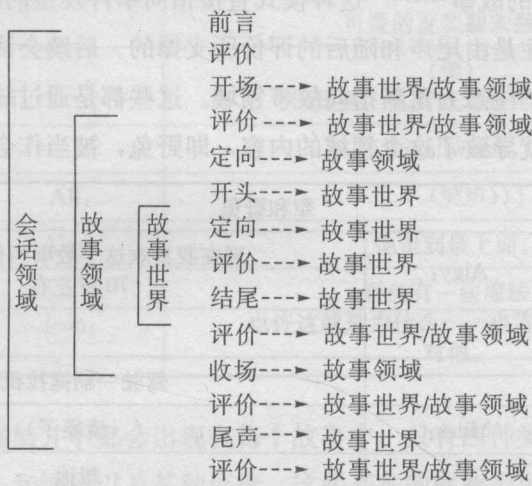 前言
评价
开场---→ 故事世界/故事领域
评价---→ 故事世界/故事领域
定向---→ 故事领域
开头---→ 故事世界
定向---→ 故事世界
评价---→ 故事世界
结尾---→ 故事世界
评价---→ 故事世界/故事领域
收场---→ 故事领域
评价---→ 故事世界/故事领域
尾声---→ 故事世界
评价---→ 故事世界/故事领域
会话领域
故事领域
故事世界